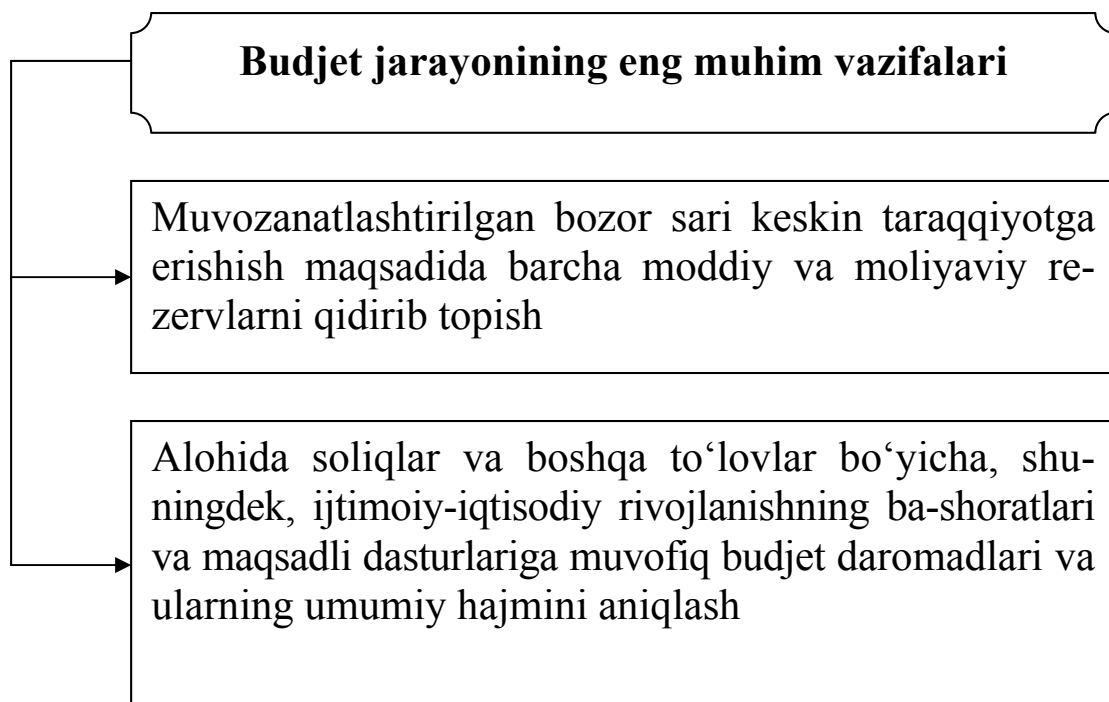 Budjet jarayonining eng muhim vazifalari
Muvozanatlashtirilgan bozor sari keskin taraqqiyotga
erishish maqsadida barcha moddiy va moliyaviy re-
zervlarni qidirib topish
Alohida soliqlar va boshqa to‘lovlar bo‘yicha, shu-
ningdek, ijtimoiy-iqtisodiy rivojlanishning ba-shoratlari
va maqsadli dasturlariga muvofiq budjet daromadlari va
ularning umumiy hajmini aniqlash